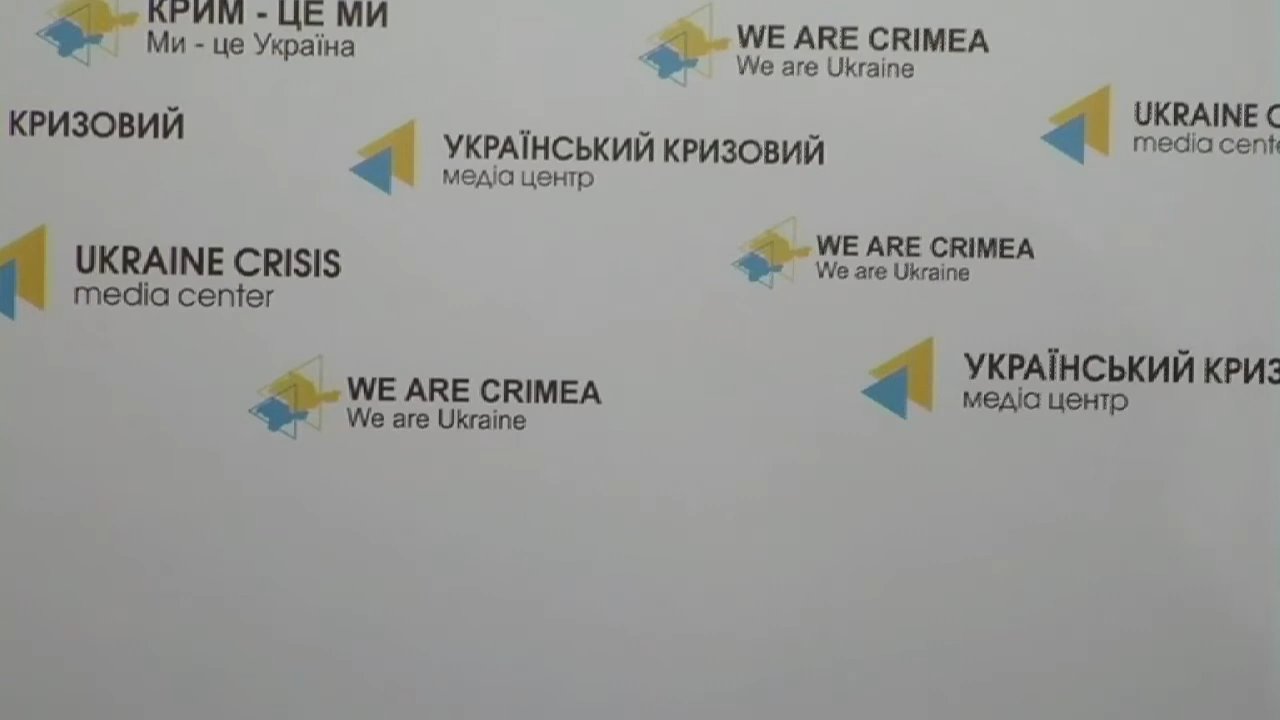 КРИМ - ЦЕ МИ
Ми - це Україна
WE ARE CRIMEA
We are Ukraine
КРИЗОВИЙ
УКРАЇНСЬКИЙ КРИЗОВИЙ
медіа центр
UKRAINE C
media cente
UKRAINE CRISIS
media center
WE ARE CRIMEA
We are Ukraine
WE ARE CRIMEA
We are Ukraine
УКРАЇНСЬКИЙ КРИЗ
медіа центр